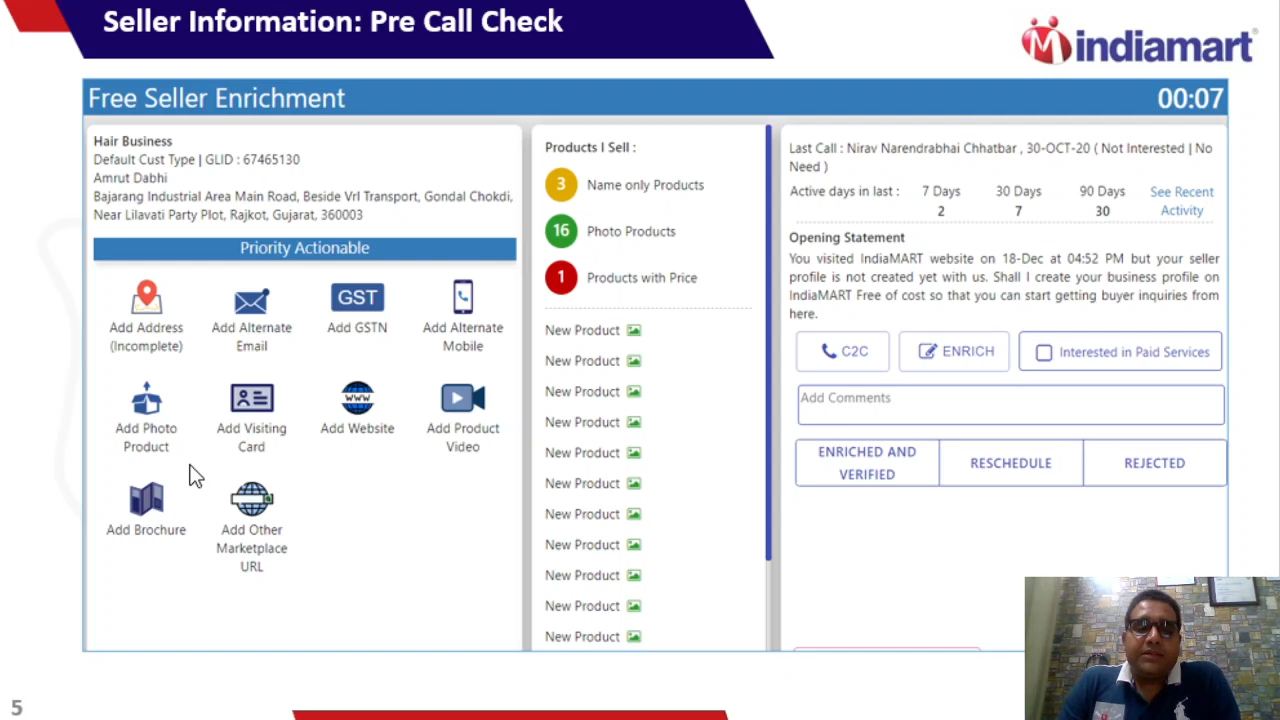 Seller Information: Pre Call Check
indiamart
Free Seller Enrichment
00:07
Hair Business
Default Cust Type | GLID : 67465130
Amrut Dabhi
Bajarang Industrial Area Main Road, Beside Vrl Transport, Gondal Chokdi,
Near Lilavati Party Plot, Rajkot, Gujarat, 360003
Priority Actionable
Add Address
(Incomplete)
Add Alternate
Email
GST
Add GSTN
Add Alternate
Mobile
Add Photo
Product
Add Visiting
Card
WWW
Add Website
Add Product
Video
Add Brochure
Add Other
Marketplace
URL
Products I Sell :
3 Name only Products
16 Photo Products
1 Products with Price
New Product
New Product
New Product
New Product
New Product
New Product
New Product
New Product
New Product
New Product
New Product
Last Call : Nirav Narendrabhai Chhatbar , 30-OCT-20 ( Not Interested | No
Need )
Active days in last : 7 Days 30 Days 90 Days See Recent
2 7 30 Activity
Opening Statement
You visited IndiaMART website on 18-Dec at 04:52 PM but your seller
profile is not created yet with us. Shall I create your business profile on
IndiaMART Free of cost so that you can start getting buyer inquiries from
here.
C2C
ENRICH
Interested in Paid Services
Add Comments
ENRICHED AND
VERIFIED
RESCHEDULE
REJECTED
5